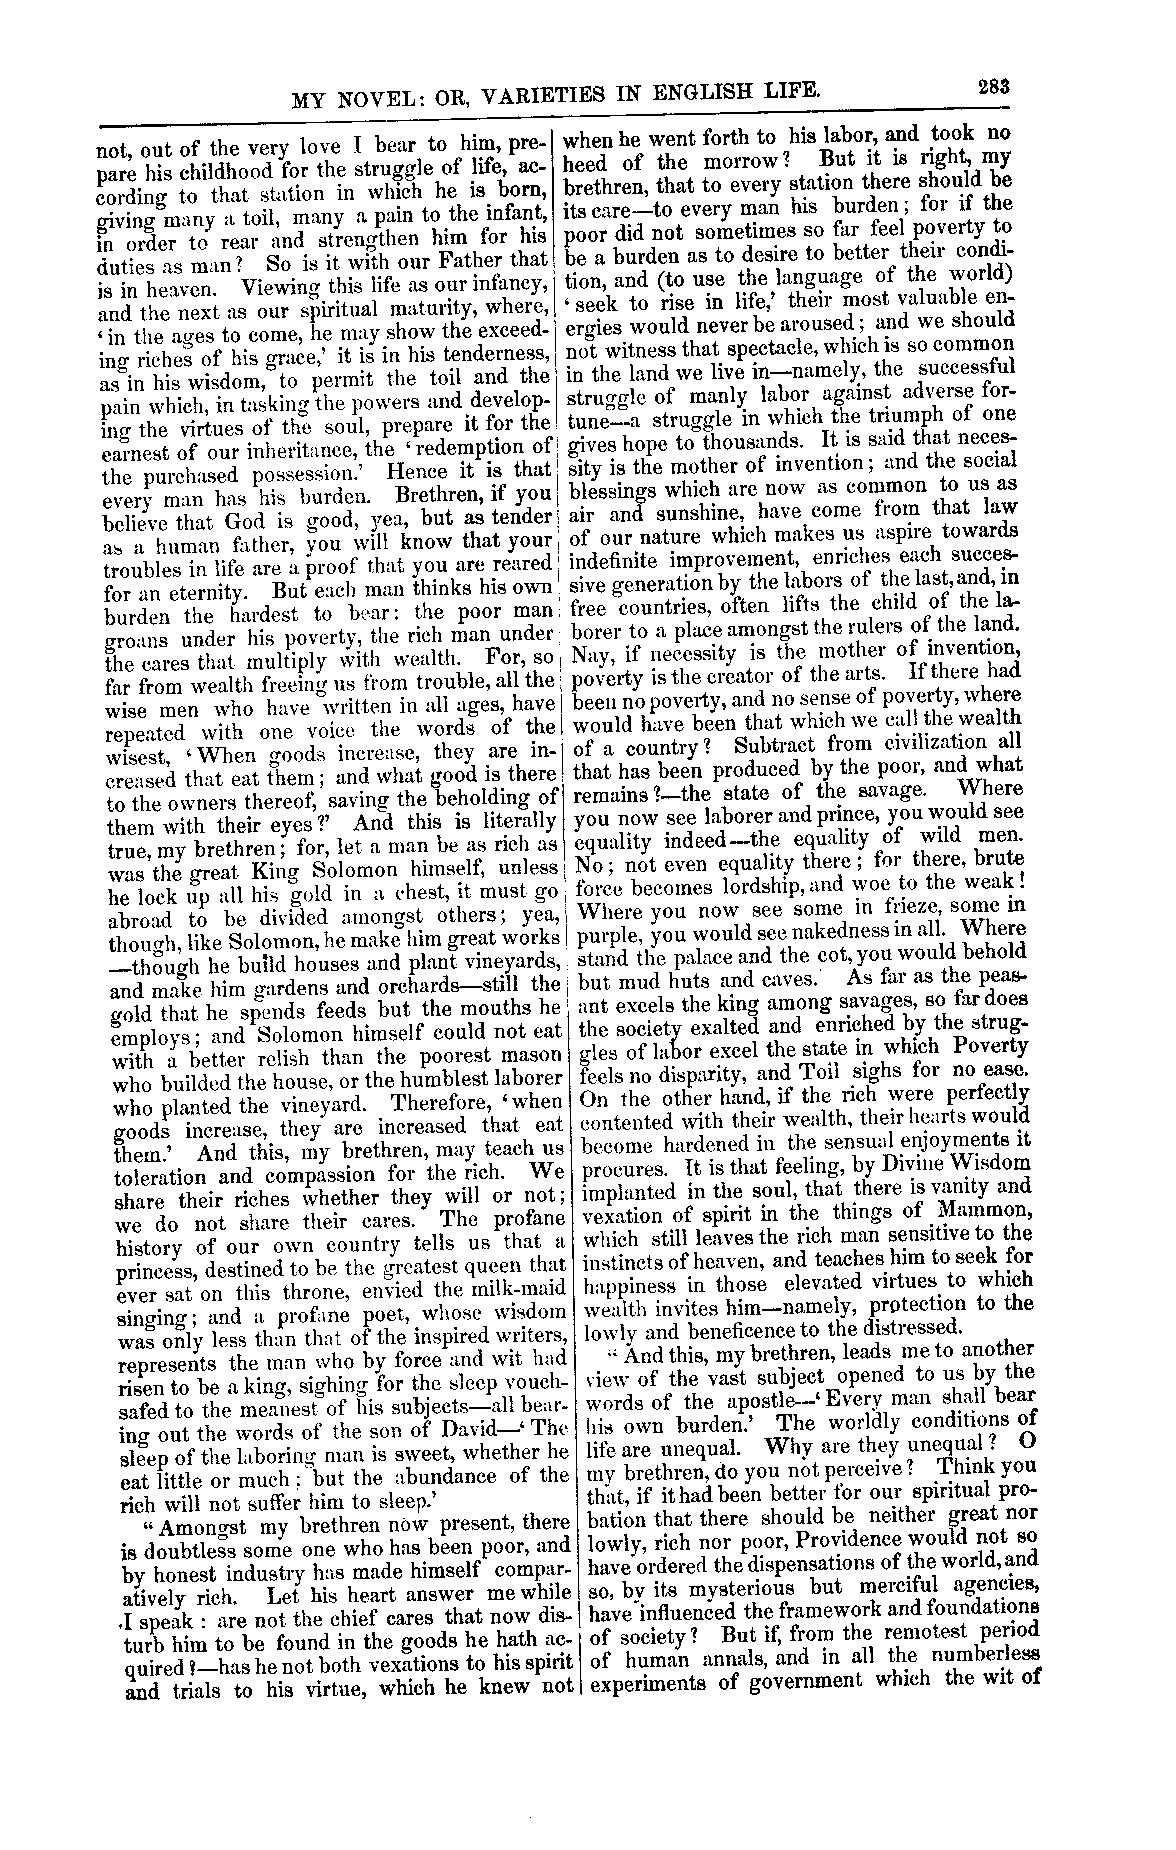 MY NOVEL: OR, VARIETIES IN ENGLISH LIFE.
283
not, out of the very love I bear to him, pre-
pare his childhood for the struggle of life, ac-
cording to that station in which he is born,
giving many a toil, many a pain to the infant,
in order to rear and strengthen him for his
duties as man? So is it with our Father that
is in heaven. Viewing this life as our infancy,
and the next as our spiritual maturity, where,
‘in the ages to come, he may show the exceed-
ing riches of his grace,’ it is in his tenderness,
as in his wisdom, to permit the toil and the
pain which, in tasking the powers and develop-
ing the virtues of the soul, prepare it for the
earnest of our inheritance, the ‘redemption of
the purchased possession.’ Hence it is that
every man has his burden. Brethren, if you
believe that God is good, yea, but as tender
as a human father, you will know that your
troubles in life are a proof that you are reared
for an eternity. But each man thinks his own
burden the hardest to bear: the poor man
groans under his poverty, the rich man under
the cares that multiply with wealth. For, so
far from wealth freeing us from trouble, all the
wise men who have written in all ages, have
repeated with one voice the words of the
wisest, ‘When goods increase, they are in-
creased that eat them; and what good is there
to the owners thereof, saving the beholding of
them with their eyes?’ And this is literally
true, my brethren; for, let a man be as rich as
was the great King Solomon himself, unless
he lock up all his gold in a chest, it must go
abroad to be divided amongst others; yea,
though, like Solomon, he make him great works
—though he build houses and plant vineyards,
and make him gardens and orchards—still the
gold that he spends feeds but the mouths he
employs; and Solomon himself could not eat
with a better relish than the poorest mason
who builded the house, or the humblest laborer
who planted the vineyard. Therefore, ‘when
goods increase, they are increased that eat
them.’ And this, my brethren, may teach us
toleration and compassion for the rich. We
share their riches whether they will or not;
we do not share their cares. The profane
history of our own country tells us that a
princess, destined to be the greatest queen that
ever sat on this throne, envied the milk-maid
singing; and a profane poet, whose wisdom
was only less than that of the inspired writers,
represents the man who by force and wit had
risen to be a king, sighing for the sleep vouch-
safed to the meanest of his subjects—all bear-
ing out the words of the son of David—‘The
sleep of the laboring man is sweet, whether he
eat little or much; but the abundance of the
rich will not suffer him to sleep.’
“Amongst my brethren now present, there
is doubtless some one who has been poor, and
by honest industry has made himself compar-
atively rich. Let his heart answer me while
I speak: are not the chief cares that now dis-
turb him to be found in the goods he hath ac-
quired?—has he not both vexations to his spirit
and trials to his virtue, which he knew not
when he went forth to his labor, and took no
heed of the morrow? But it is right, my
brethren, that to every station there should be
its care—to every man his burden; for if the
poor did not sometimes so far feel poverty to
be a burden as to desire to better their condi-
tion, and (to use the language of the world)
‘seek to rise in life,’ their most valuable en-
ergies would never be aroused; and we should
not witness that spectacle, which is so common
in the land we live in—namely, the successful
struggle of manly labor against adverse for-
tune—a struggle in which the triumph of one
gives hope to thousands. It is said that neces-
sity is the mother of invention; and the social
blessings which are now as common to us as
air and sunshine, have come from that law
of our nature which makes us aspire towards
indefinite improvement, enriches each succes-
sive generation by the labors of the last, and, in
free countries, often lifts the child of the la-
borer to a place amongst the rulers of the land.
Nay, if necessity is the mother of invention,
poverty is the creator of the arts. If there had
been no poverty, and no sense of poverty, where
would have been that which we call the wealth
of a country? Subtract from civilization all
that has been produced by the poor, and what
remains?—the state of the savage. Where
you now see laborer and prince, you would see
equality indeed—the equality of wild men.
No; not even equality there; for there, brute
force becomes lordship, and woe to the weak!
Where you now see some in frieze, some in
purple, you would see nakedness in all. Where
stand the palace and the cot, you would behold
but mud huts and caves. As far as the peas-
ant excels the king among savages, so far does
the society exalted and enriched by the strug-
gles of labor excel the state in which Poverty
feels no disparity, and Toil sighs for no ease.
On the other hand, if the rich were perfectly
contented with their wealth, their hearts would
become hardened in the sensual enjoyments it
procures. It is that feeling, by Divine Wisdom
implanted in the soul, that there is vanity and
vexation of spirit in the things of Mammon,
which still leaves the rich man sensitive to the
instincts of heaven, and teaches him to seek for
happiness in those elevated virtues to which
wealth invites him—namely, protection to the
lowly and beneficence to the distressed.
“And this, my brethren, leads me to another
view of the vast subject opened to us by the
words of the apostle—‘Every man shall bear
his own burden.’ The worldly conditions of
life are unequal. Why are they unequal? O
my brethren, do you not perceive? Think you
that, if it had been better for our spiritual pro-
bation that there should be neither great nor
lowly, rich nor poor, Providence would not so
have ordered the dispensations of the world, and
so, by its mysterious but merciful agencies,
have influenced the framework and foundations
of society? But if, from the remotest period
of human annals, and in all the numberless
experiments of government which the wit of